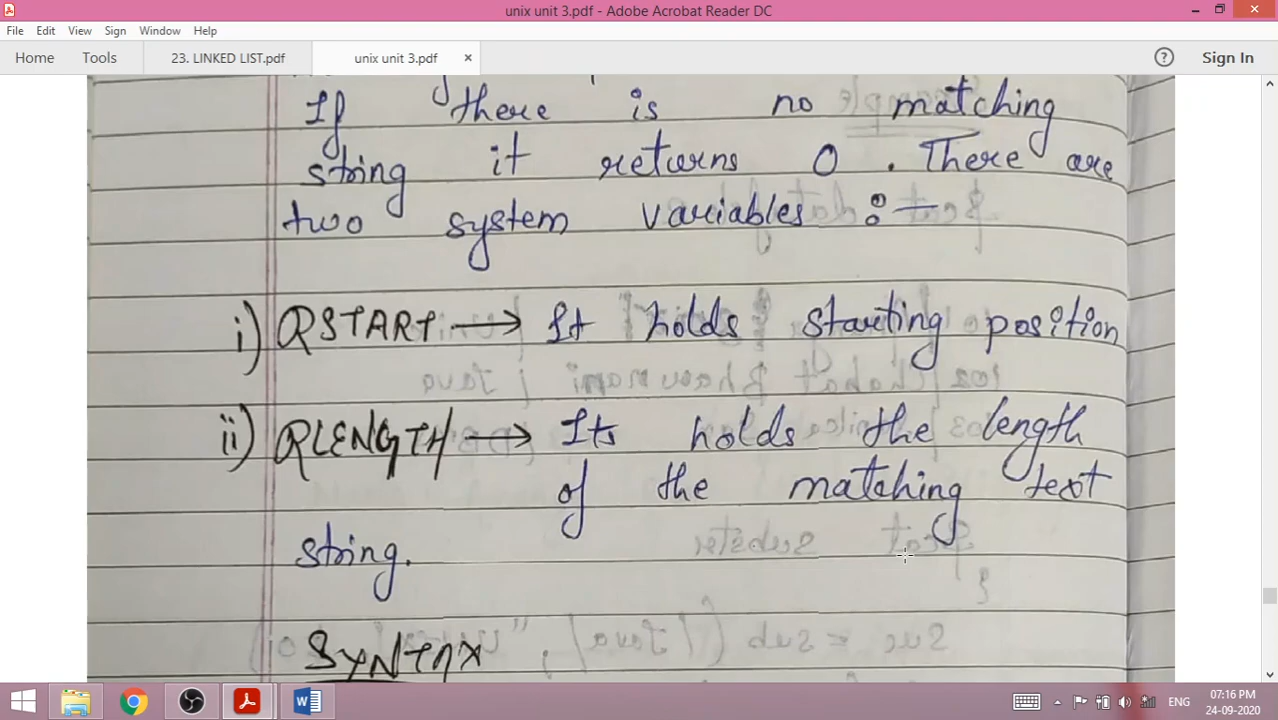 unix unit 3.pdf - Adobe Acrobat Reader DC
File Edit View Sign Window Help
Home Tools 23. LINKED LIST.pdf unix unit 3.pdf × Sign In
If there is no matching
string it returns 0. There are
two system variables :-
i) QSTART → It holds starting position
ii) QLENGTH → Its holds the length
of the matching text
string.
SYNTAX
ENG 07:16 PM
24-09-2020